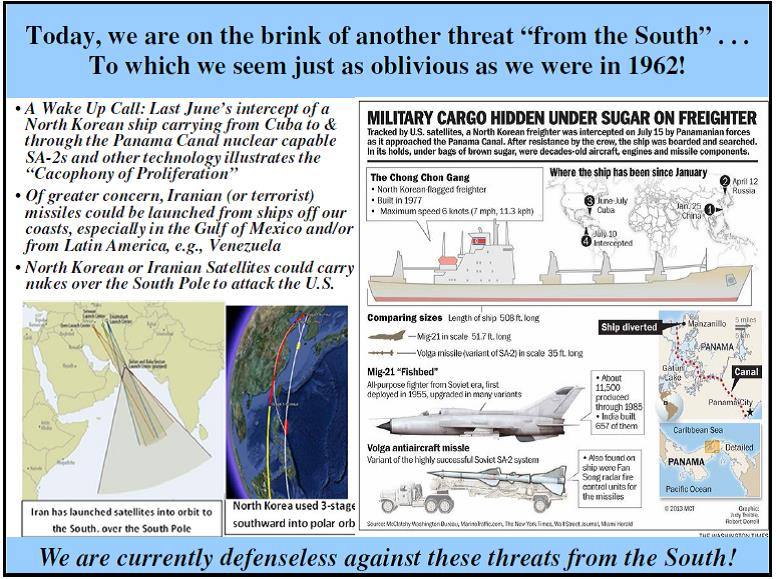 Today, we are on the brink of another threat “from the South” . . .
To which we seem just as oblivious as we were in 1962!
• A Wake Up Call: Last June’s intercept of a
North Korean ship carrying from Cuba to &
through the Panama Canal nuclear capable
SA-2s and other technology illustrates the
“Cacophony of Proliferation”
• Of greater concern, Iranian (or terrorist)
missiles could be launched from ships off our
coasts, especially in the Gulf of Mexico and/or
from Latin America, e.g., Venezuela
• North Korean or Iranian Satellites could carry
nukes over the South Pole to attack the U.S.
Iran has launched satellites into orbit to
the South, over the South Pole
North Korea used 3-stage
southward into polar orb
MILITARY CARGO HIDDEN UNDER SUGAR ON FREIGHTER
Tracked by U.S. satellites, a North Korean freighter was intercepted on July 15 by Panamanian forces
as it approached the Panama Canal. After resistance by the crew, the ship was boarded and searched.
In its holds, under bags of brown sugar, were decades-old aircraft, engines and missile components.
The Chong Chon Gang
• North Korean-flagged freighter
• Built in 1977
• Maximum speed 6 knots (7 mph, 11.3 kph)
Where the ship has been since January
2 April 12
Russia
Jan. 25
China
1
3 June-July
Cuba
July 10
4 Intercepted
Comparing sizes Length of ship 508 ft. long
Mig-21 in scale 51.7 ft. long
Volga missile (variant of SA-2) in scale 35 ft. long
Mig-21 “Fishbed”
All-purpose fighter from Soviet era, first
deployed in 1955, upgraded in many variants
• About
11,500
produced
through 1985
• India built
657 of them
Volga antiaircraft missle
Variant of the highly successful Soviet SA-2 system
• Also found on
ship were Fan
Song radar fire
control units for
the missiles
Ship diverted
Manzanillo
5 miles
5 km
PANAMA
Gatun
Lake
Canal
Panama City
Caribbean Sea
Detailed
PANAMA
Pacific Ocean
© 2013 MCT
Graphic:
Judy Treible,
Robert Dorrell
Source: McClatchy Washington Bureau, MarineTraffic.com, The New York Times, Wall Street Journal, Miami Herald
THE WASHINGTON TIMES
We are currently defenseless against these threats from the South!